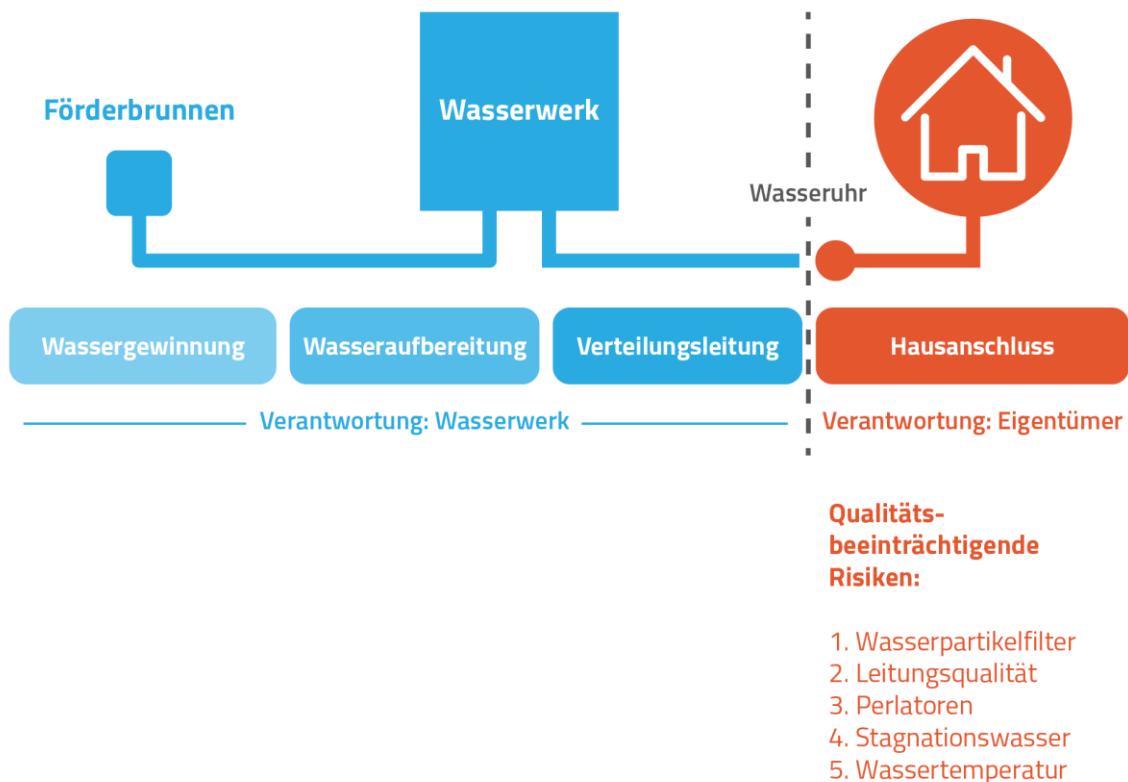 Förderbrunnen
Wasserwerk
Wasseruhr
Wassergewinnung
Wasseraufbereitung
Verteilungsleitung
Hausanschluss
Verantwortung: Wasserwerk
Verantwortung: Eigentümer
Qualitäts-
beeinträchtigende
Risiken:
1. Wasserpartikelfilter
2. Leitungsqualität
3. Perlatoren
4. Stagnationswasser
5. Wassertemperatur